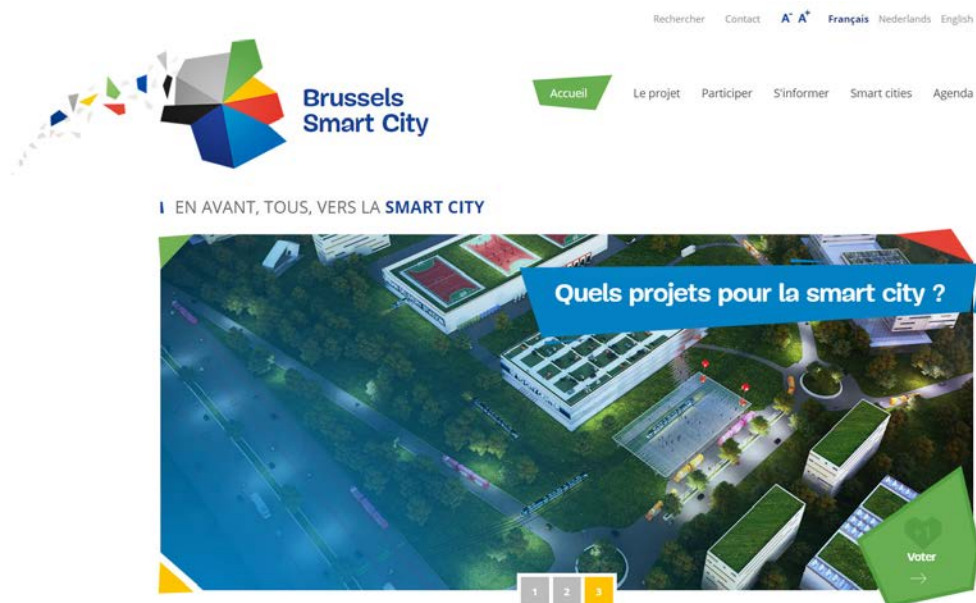 Rechercher Contact A- A+ Français Nederlands English
Brussels
Smart City
Accueil Le projet Participer S'informer Smart cities Agenda
EN AVANT, TOUS, VERS LA SMART CITY
Quels projets pour la smart city ?
+1
Voter
1 2 3